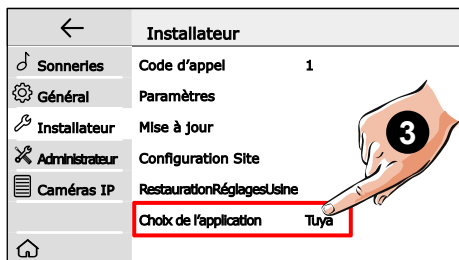 Installateur
Sonneries
Général
Installateur
Administrateur
Caméras IP
Code d'appel 1
Paramètres
Mise à jour
Configuration Site
RestaurationRéglagesUsine
Choix de l'application Tuya
3